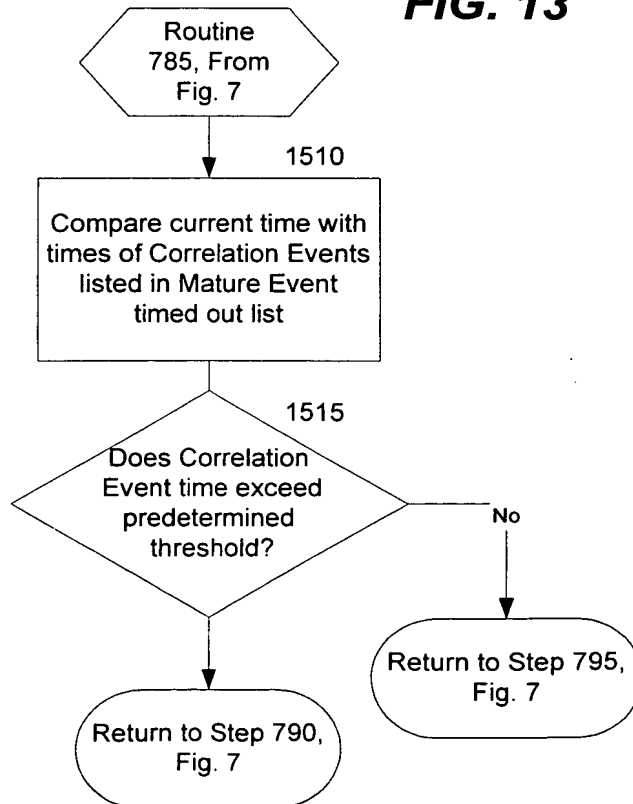 FIG. 13
Routine
785, From
Fig. 7
1510
Compare current time with
times of Correlation Events
listed in Mature Event
timed out list
1515
Does Correlation
Event time exceed
predetermined
threshold?
No
Return to Step 795,
Fig. 7
Return to Step 790,
Fig. 7